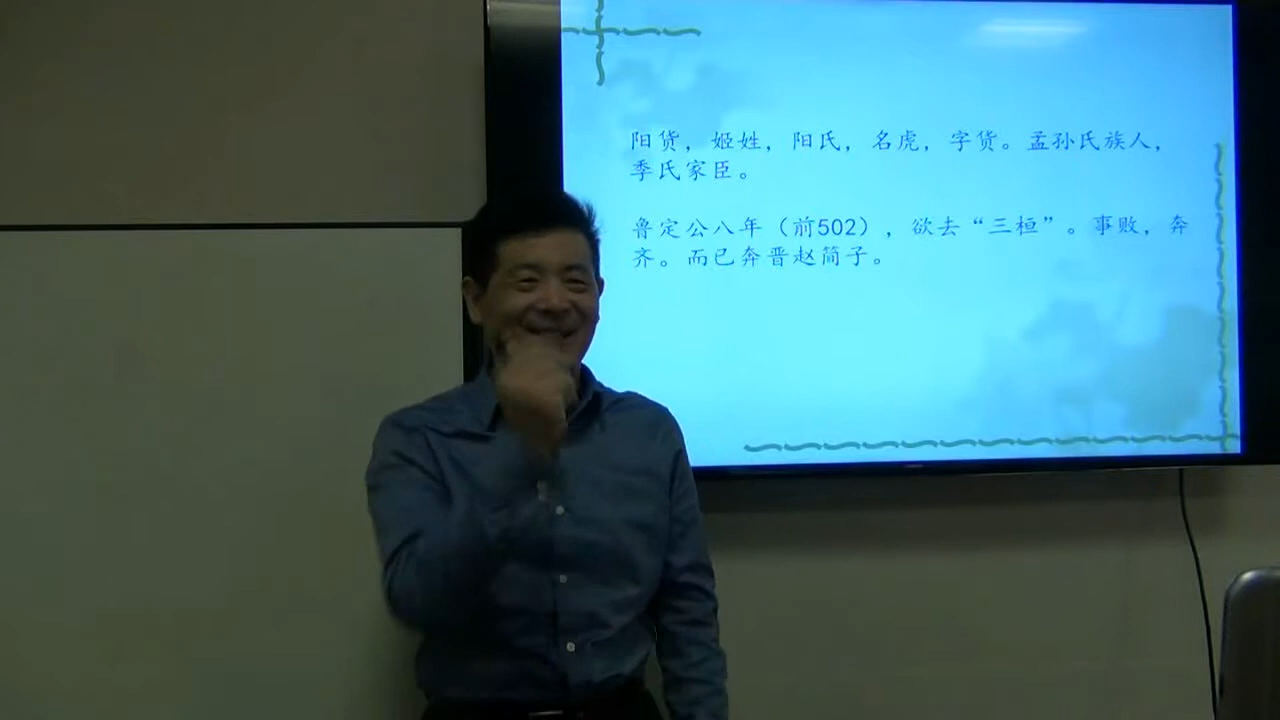 阳货，姬姓，阳氏，名虎，字货。孟孙氏族人，
季氏家臣。
鲁定公八年（前502），欲去“三桓”。事败，奔
齐。而已奔晋赵简子。